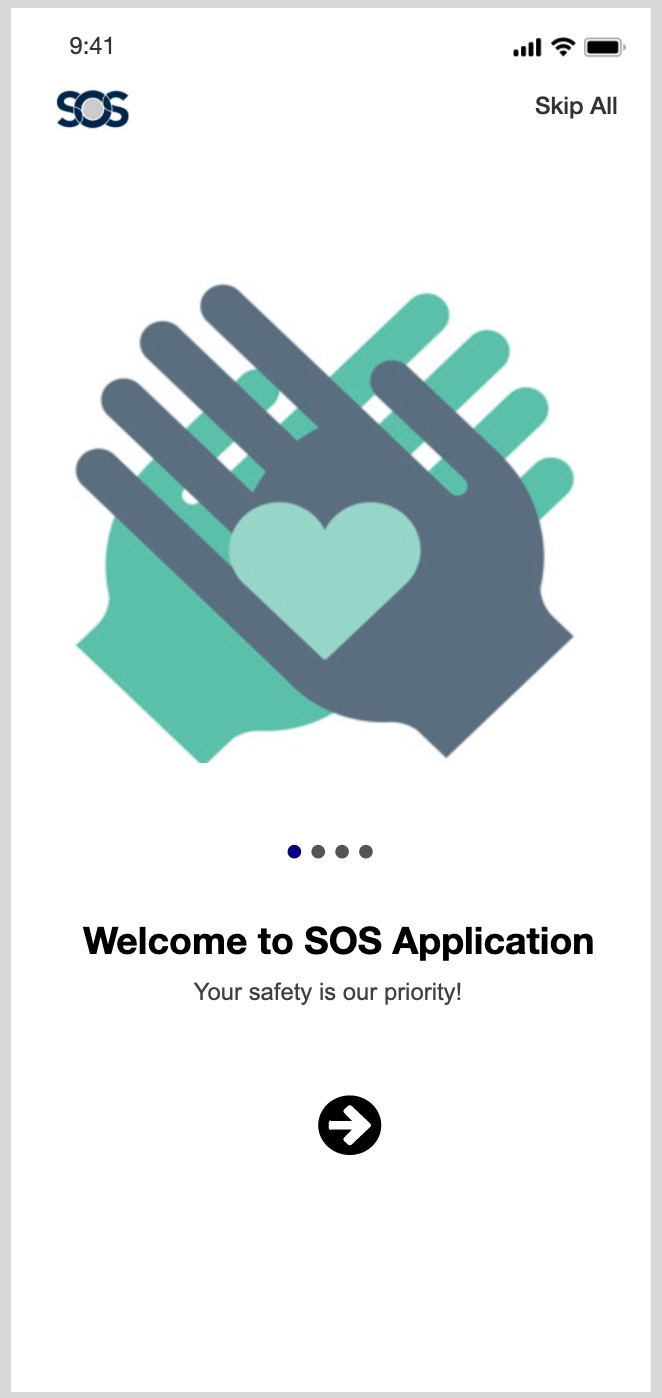 9:41
SOS
Skip All
Welcome to SOS Application
Your safety is our priority!